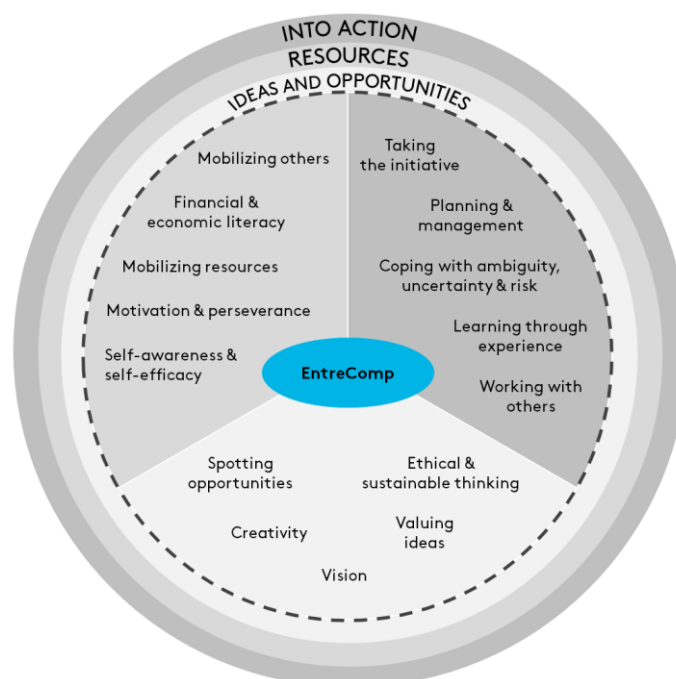 INTO ACTION
RESOURCES
IDEAS AND OPPORTUNITIES
Mobilizing others
Financial &
economic literacy
Mobilizing resources
Motivation & perseverance
Self-awareness &
self-efficacy
Taking
the initiative
Planning &
management
Coping with ambiguity,
uncertainty & risk
Learning through
experience
Working with
others
EntreComp
Spotting
opportunities
Creativity
Vision
Ethical &
sustainable thinking
Valuing
ideas